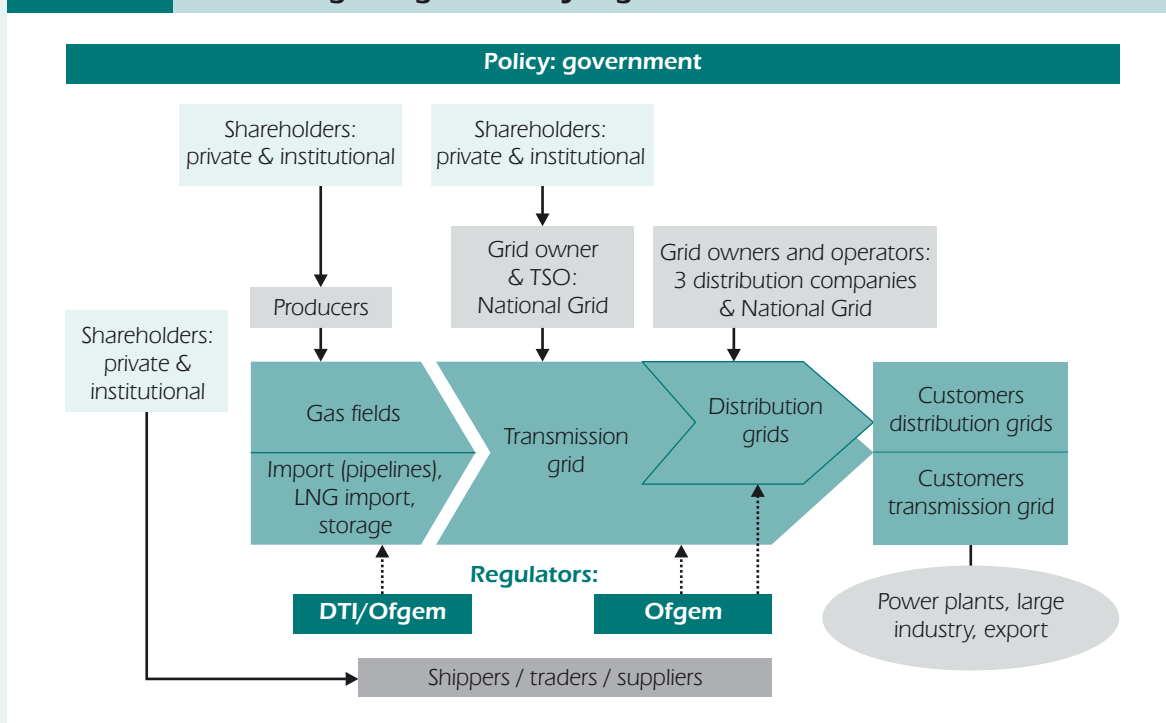 Policy: government
Shareholders:
private & institutional
Shareholders:
private & institutional
Grid owner
& TSO:
National Grid
Grid owners and operators:
3 distribution companies
& National Grid
Producers
Shareholders:
private &
institutional
Gas fields
Import (pipelines),
LNG import,
storage
Transmission
grid
Distribution
grids
Customers
distribution grids
Customers
transmission grid
Regulators:
DTI/Ofgem
Ofgem
Power plants, large
industry, export
Shippers / traders / suppliers